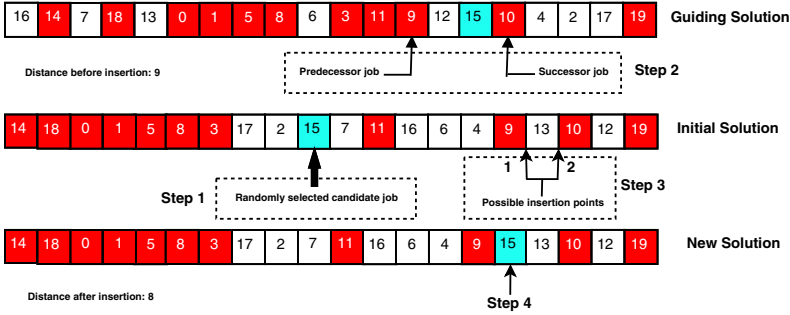 16 14 7 18 13 0 1 5 8 6 3 11 9 12 15 10 4 2 17 19 Guiding Solution
Distance before insertion: 9
Predecessor job Successor job Step 2
14 18 0 1 5 8 3 17 2 15 7 11 16 6 4 9 13 10 12 19 Initial Solution
1 2
Step 1 Randomly selected candidate job Possible insertion points Step 3
14 18 0 1 5 8 3 17 2 7 11 16 6 4 9 15 13 10 12 19 New Solution
Distance after insertion: 8
Step 4